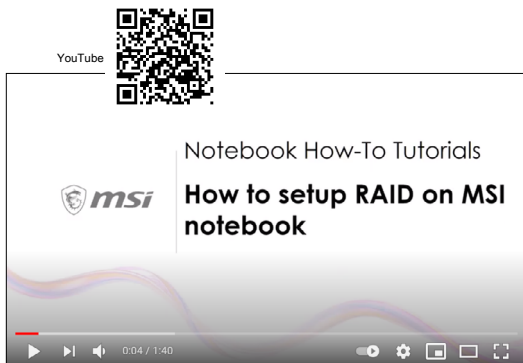 YouTube
Notebook How-To Tutorials
msi
How to setup RAID on MSI
notebook
0:04 / 1:40